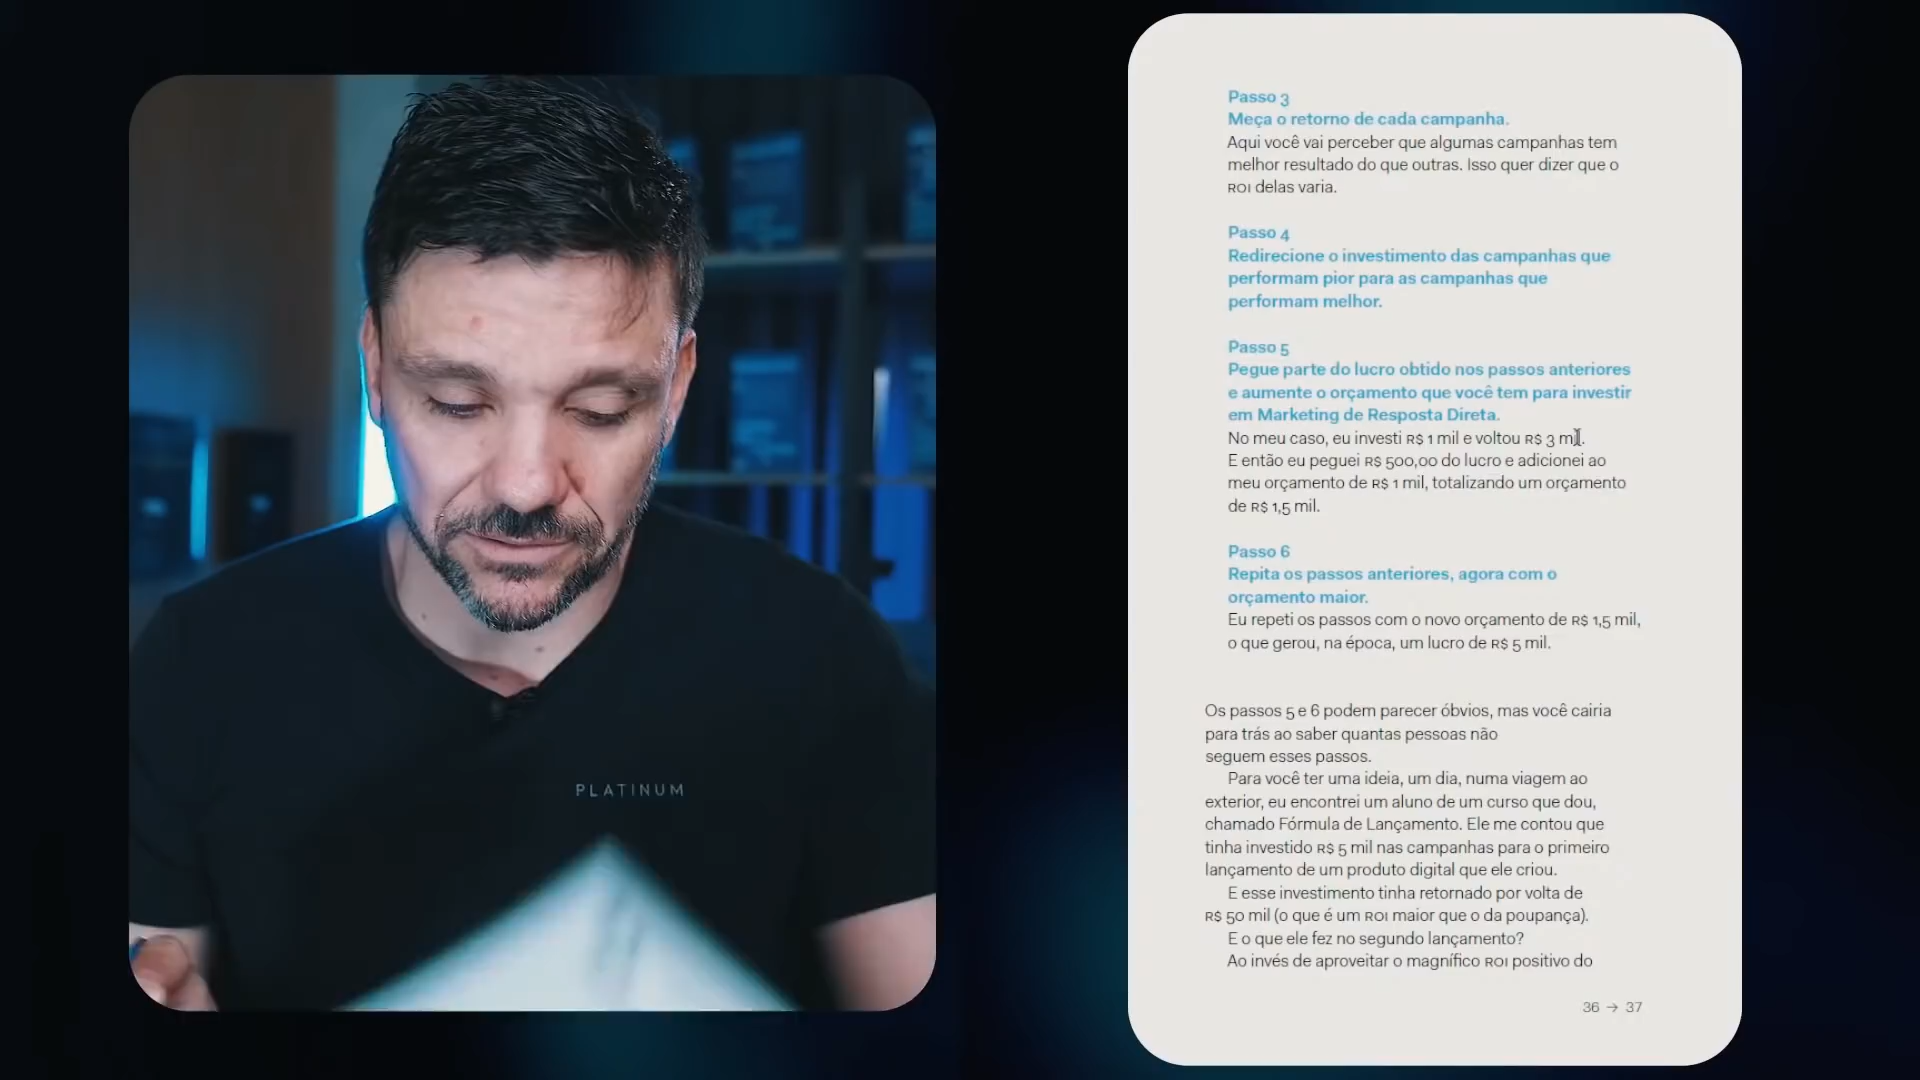 PLATINUM
Passo 3
Meça o retorno de cada campanha.
Aqui você vai perceber que algumas campanhas tem
melhor resultado do que outras. Isso quer dizer que o
ROI delas varia.
Passo 4
Redirecione o investimento das campanhas que
performam pior para as campanhas que
performam melhor.
Passo 5
Pegue parte do lucro obtido nos passos anteriores
e aumente o orçamento que você tem para investir
em Marketing de Resposta Direta.
No meu caso, eu investi R$ 1 mil e voltou R$ 3 mil.
E então eu peguei R$ 500,00 do lucro e adicionei ao
meu orçamento de R$ 1 mil, totalizando um orçamento
de R$ 1,5 mil.
Passo 6
Repita os passos anteriores, agora com o
orçamento maior.
Eu repeti os passos com o novo orçamento de R$ 1,5 mil,
o que gerou, na época, um lucro de R$ 5 mil.
Os passos 5 e 6 podem parecer óbvios, mas você cairia
para trás ao saber quantas pessoas não
seguem esses passos.
Para você ter uma ideia, um dia, numa viagem ao
exterior, eu encontrei um aluno de um curso que dou,
chamado Fórmula de Lançamento. Ele me contou que
tinha investido R$ 5 mil nas campanhas para o primeiro
lançamento de um produto digital que ele criou.
E esse investimento tinha retornado por volta de
R$ 50 mil (o que é um ROI maior que o da poupança).
E o que ele fez no segundo lançamento?
Ao invés de aproveitar o magnífico ROI positivo do
36 → 37